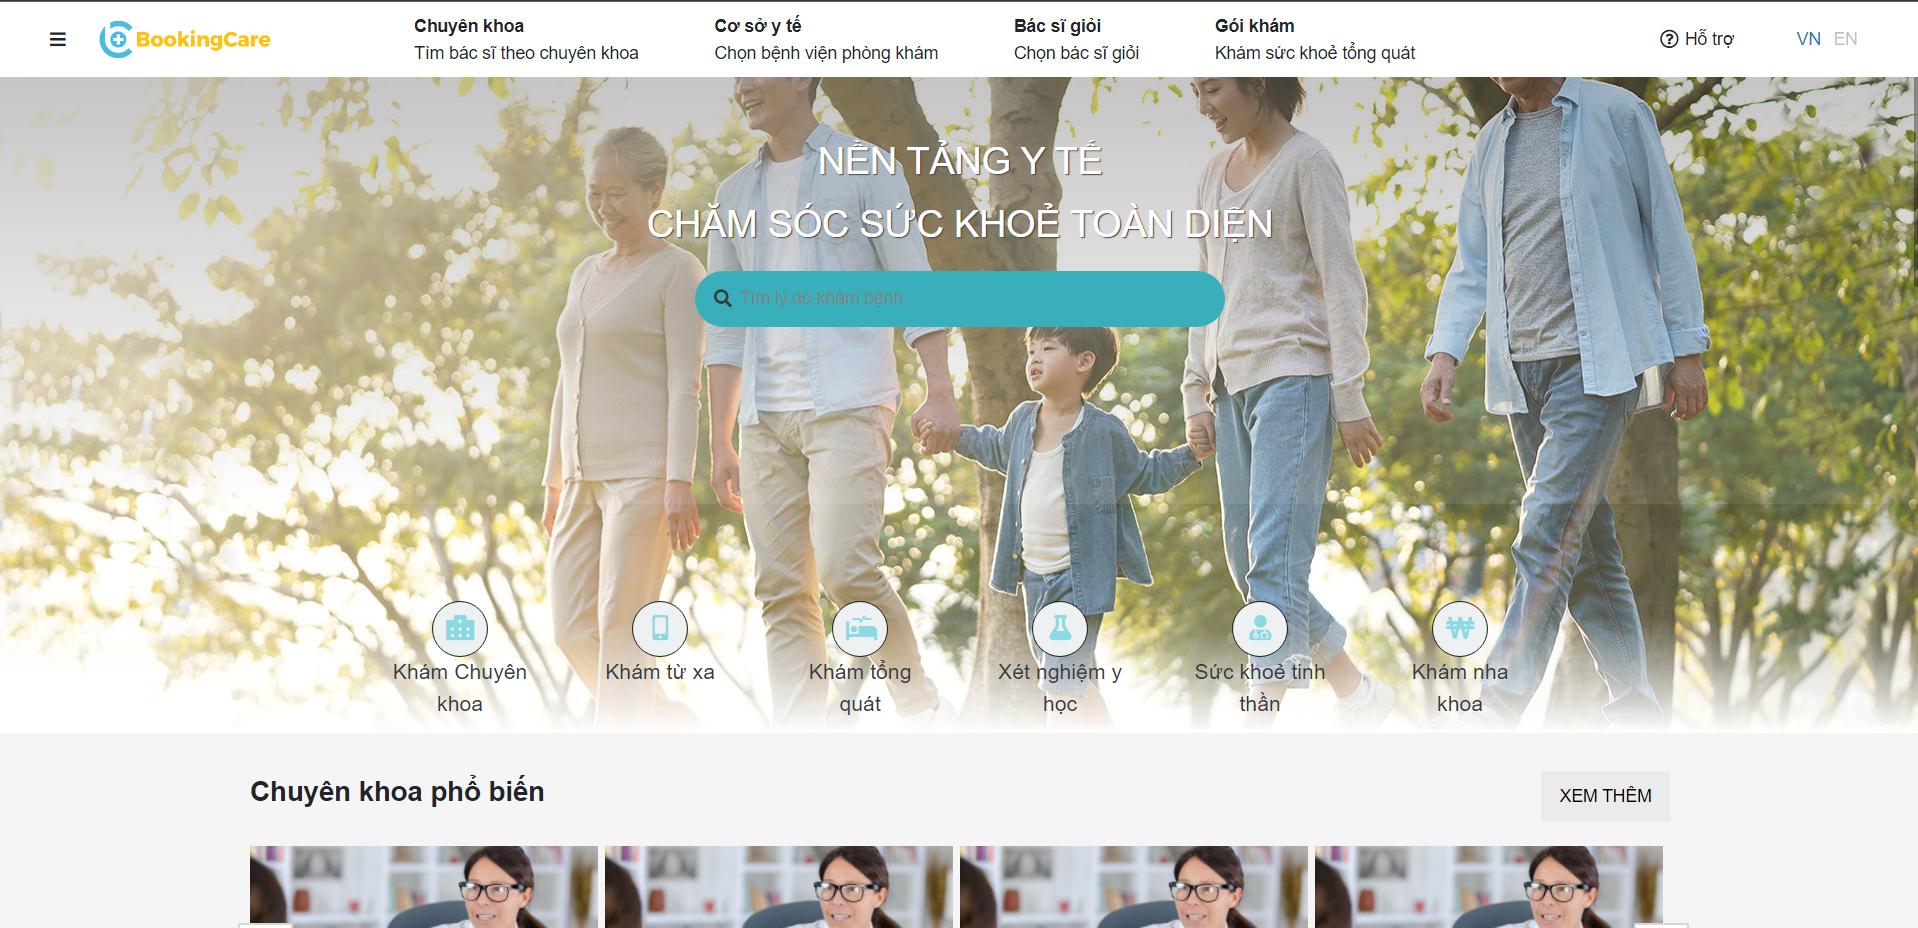 BookingCare
Chuyên khoa
Tìm bác sĩ theo chuyên khoa
Cơ sở y tế
Chọn bệnh viện phòng khám
Bác sĩ giỏi
Chọn bác sĩ giỏi
Gói khám
Khám sức khoẻ tổng quát
Hỗ trợ
VN EN
NỀN TẢNG Y TẾ
CHĂM SÓC SỨC KHOẺ TOÀN DIỆN
Tìm lý do khám bệnh
Khám Chuyên
khoa
Khám từ xa
Khám tổng
quát
Xét nghiệm y
học
Sức khoẻ tinh
thần
Khám nha
khoa
Chuyên khoa phổ biến
XEM THÊM